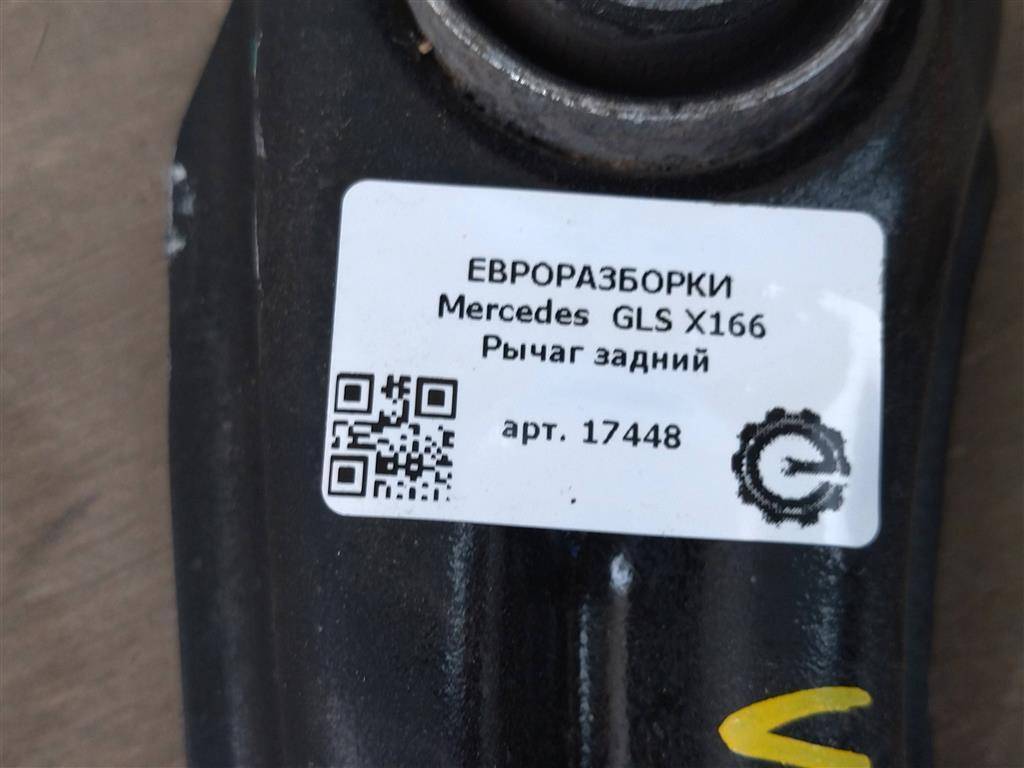 ЕВРОРАЗБОРКИ
Mercedes GLS X166
Рычаг задний
арт. 17448